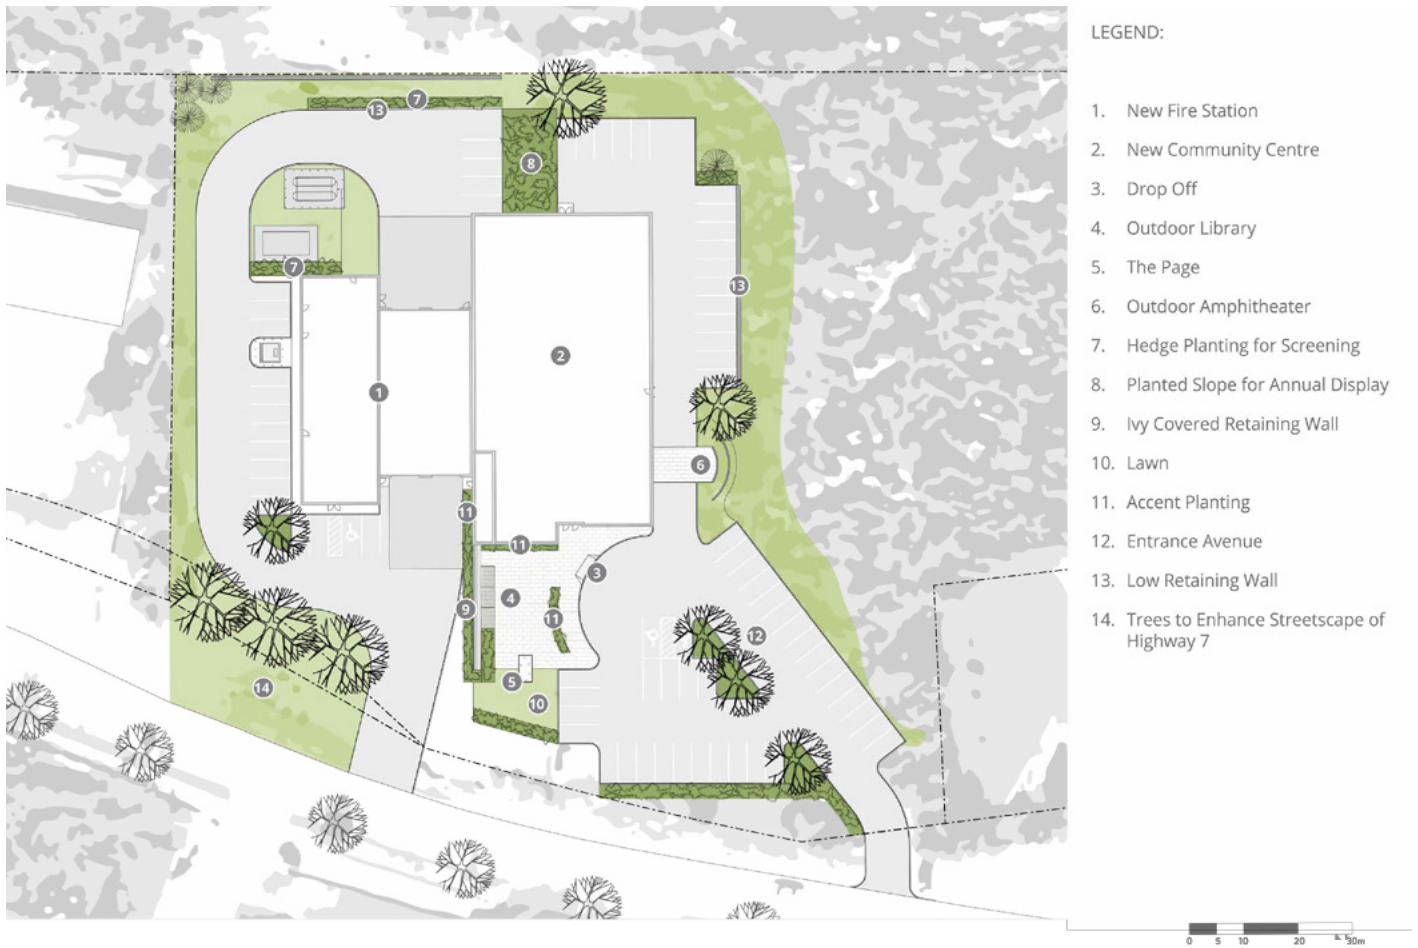 LEGEND:
1. New Fire Station
2. New Community Centre
3. Drop Off
4. Outdoor Library
5. The Page
6. Outdoor Amphitheater
7. Hedge Planting for Screening
8. Planted Slope for Annual Display
9. Ivy Covered Retaining Wall
10. Lawn
11. Accent Planting
12. Entrance Avenue
13. Low Retaining Wall
14. Trees to Enhance Streetscape of
Highway 7
7
13
8
7
13
2
1
6
11
11
3
4
9
11
12
5
14
10
0 5 10 20 30m